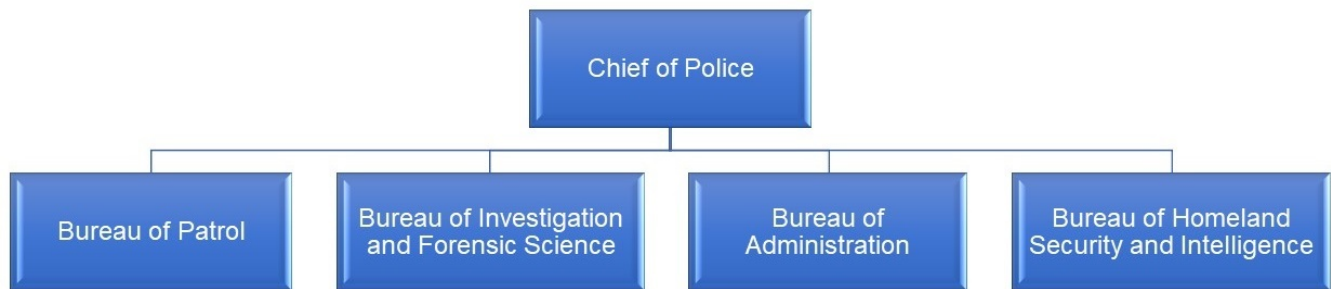 Chief of Police
Bureau of Patrol
Bureau of Investigation
and Forensic Science
Bureau of
Administration
Bureau of Homeland
Security and Intelligence